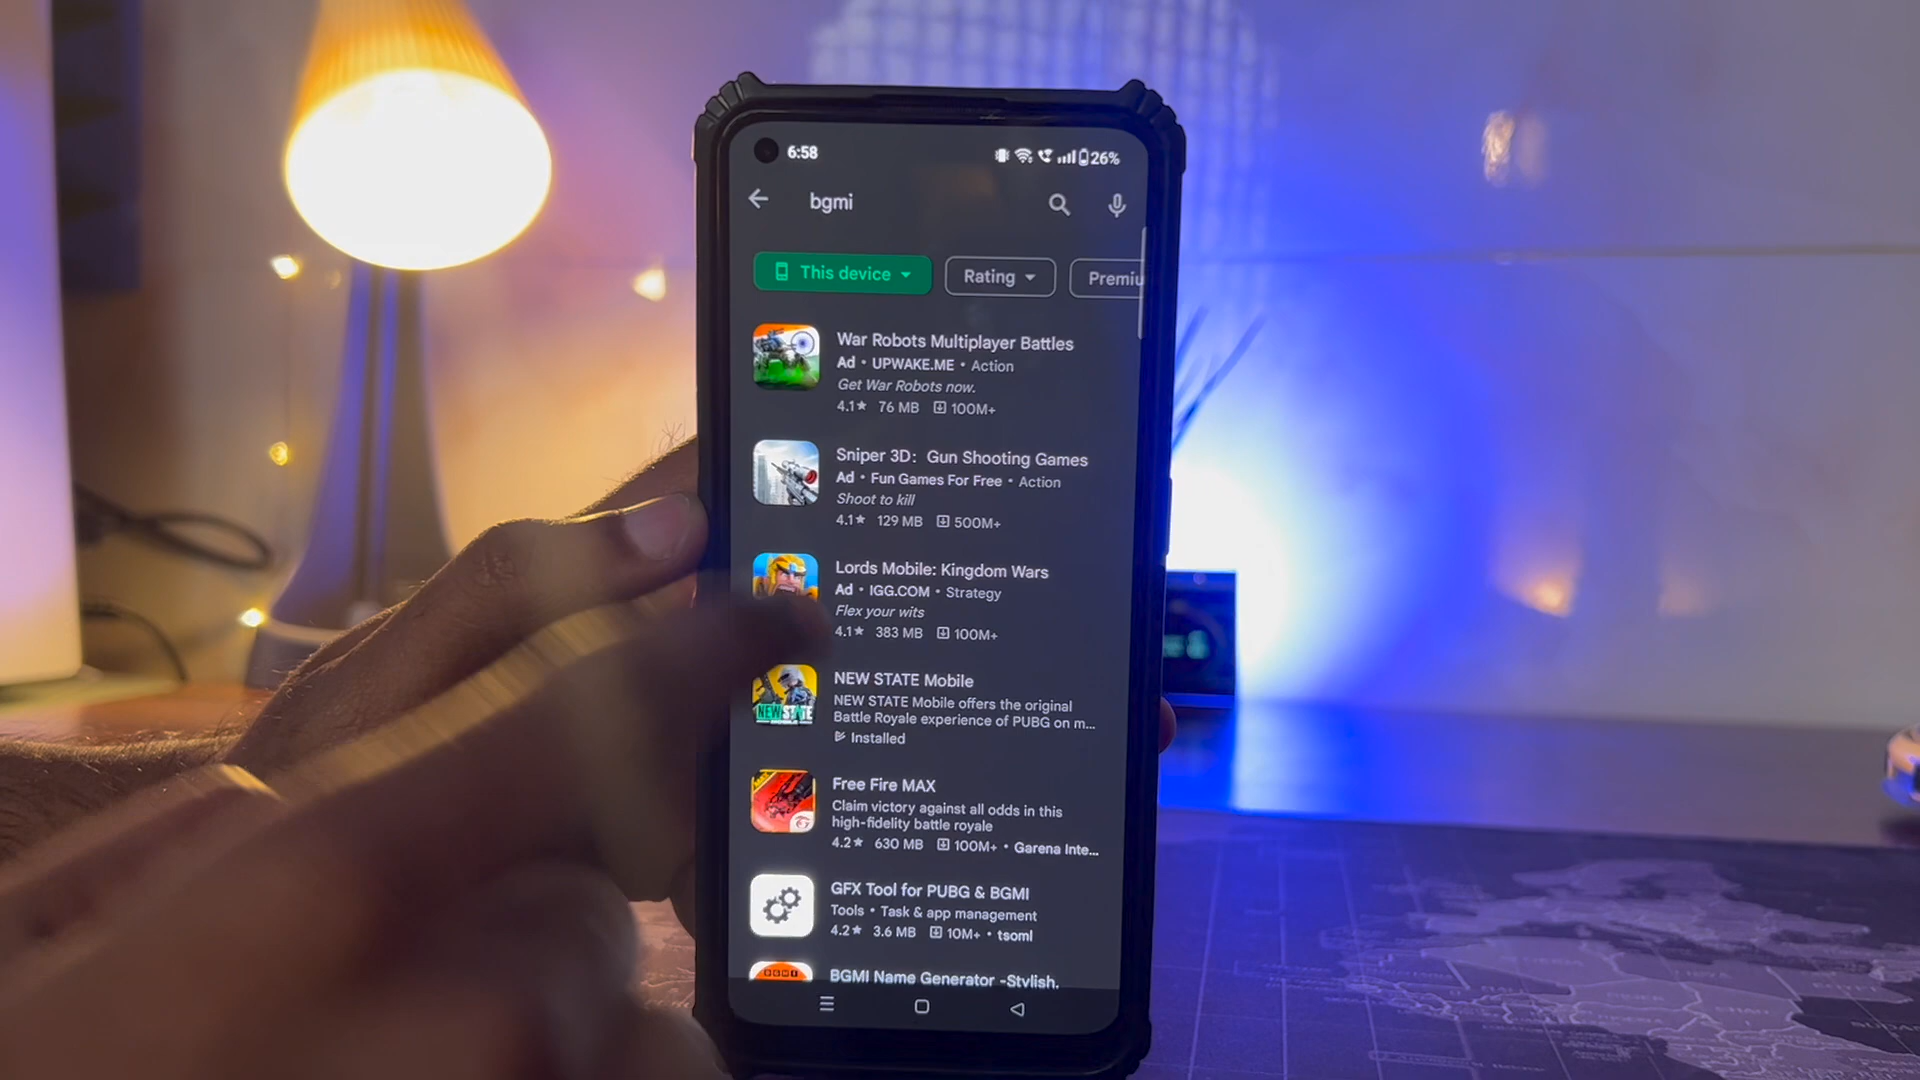 6:58
26%
bgmi
This device
Rating
Premiu
War Robots Multiplayer Battles
Ad • UPWAKE.ME • Action
Get War Robots now.
4.1★ 76 MB 100M+
Sniper 3D: Gun Shooting Games
Ad • Fun Games For Free • Action
Shoot to kill
4.1★ 129 MB 500M+
Lords Mobile: Kingdom Wars
Ad • IGG.COM • Strategy
Flex your wits
4.1★ 383 MB 100M+
NEW STATE Mobile
NEW STATE
NEW STATE Mobile offers the original
Battle Royale experience of PUBG on m...
Installed
Free Fire MAX
Claim victory against all odds in this
high-fidelity battle royale
4.2★ 630 MB 100M+ • Garena Inte...
GFX Tool for PUBG & BGMI
Tools • Task & app management
4.2★ 3.6 MB 10M+ • tsoml
BGMI
BGMI Name Generator -Stylish.